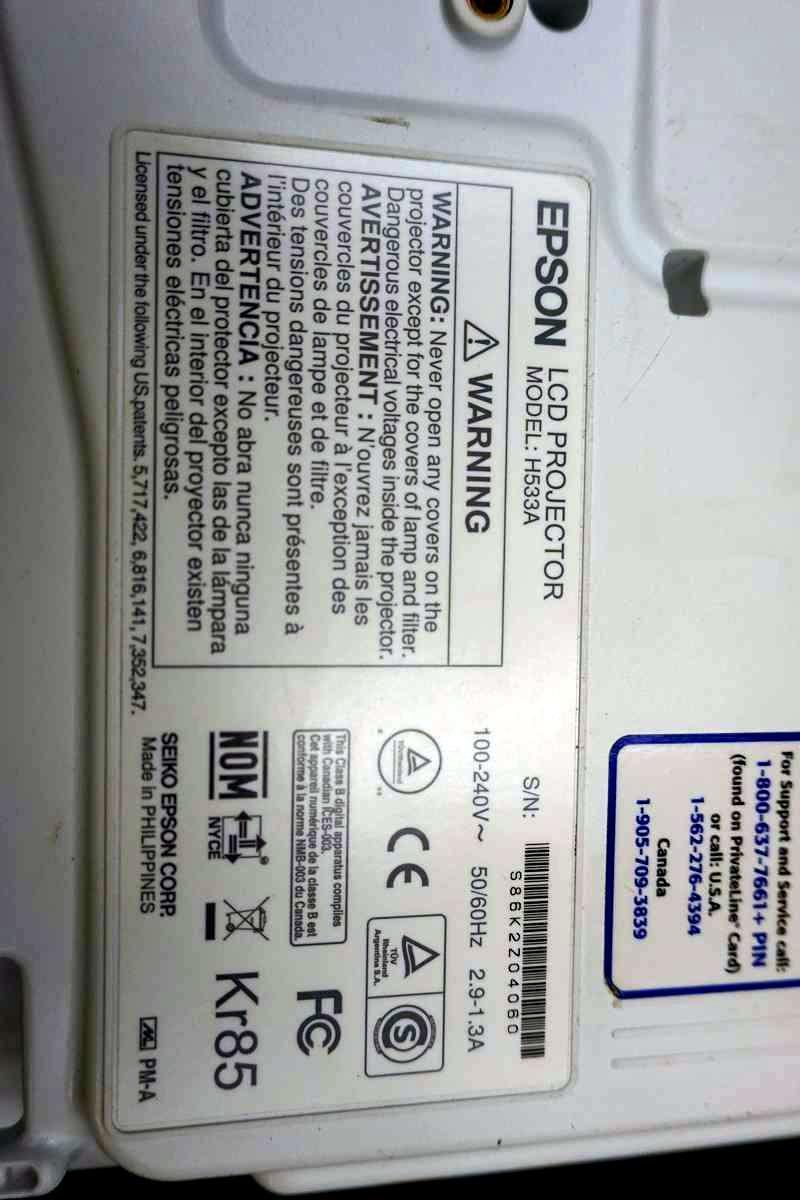 EPSON LCD PROJECTOR
MODEL: H533A
WARNING
WARNING: Never open any covers on the
projector except for the covers of lamp and filter.
Dangerous electrical voltages inside the projector.
AVERTISSEMENT : N'ouvrez jamais les
couvercles du projecteur à l'exception des
couvercles de lampe et de filtre.
Des tensions dangereuses sont présentes à
l'intérieur du projecteur.
ADVERTENCIA : No abra nunca ninguna
cubierta del protector excepto las de la lámpara
y el filtro. En el interior del proyector existen
tensiones eléctricas peligrosas.
Licensed under the following US.patents. 5,717,422, 6,816,141, 7,352,347.
S/N:
S86K2Z04060
100-240V~ 50/60Hz 2.9-1.3A
CE
TÜV
Rheinland
Argentina S.A.
S
This Class B digital apparatus complies
with Canadian ICES-003.
Cet appareil numérique de la classe B est
conforme à la norme NMB-003 du Canada.
FC
NOM
NYCE
Kr85
SEIKO EPSON CORP.
Made in PHILIPPINES
PM-A
For Support and Service call:
1-800-637-7661+ PIN
(found on PrivateLine® Card)
or call: U.S.A.
1-562-276-4394
Canada
1-905-709-3839